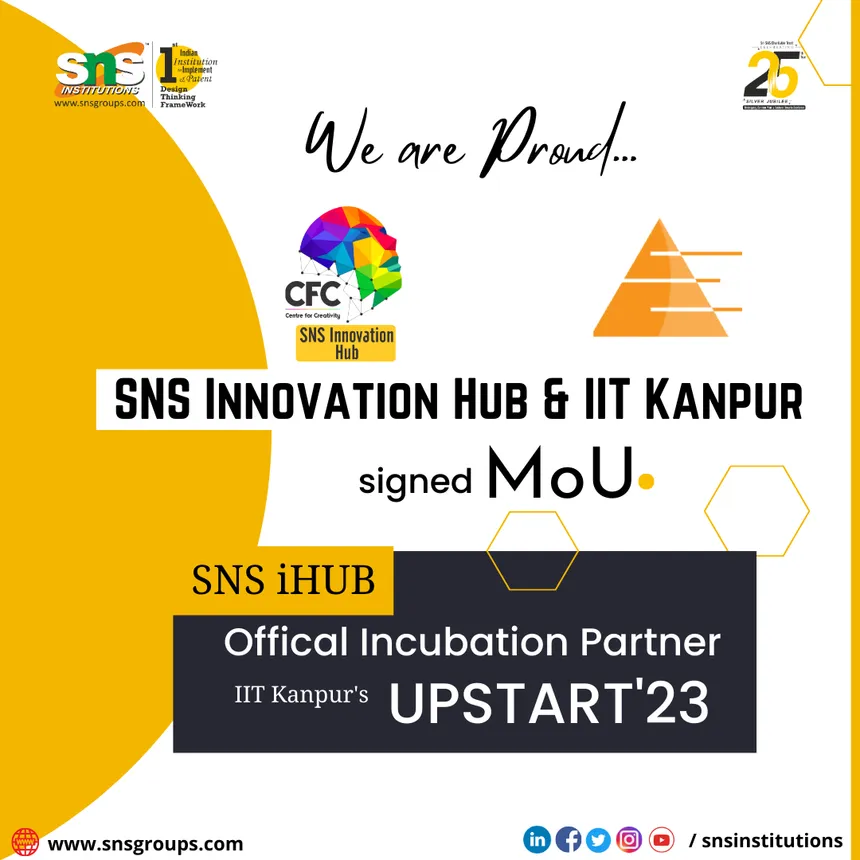 SNS
INSTITUTIONS
www.snsgroups.com
1st
Indian
Institution
to Implement
& Patent
Design
Thinking
FrameWork
25
SILVER JUBILEE
We are Proud...
CFC
Centre for Creativity
SNS Innovation
Hub
SNS INNOVATION HUB & IIT KANPUR
signed MoU
SNS iHUB
Offical Incubation Partner
IIT Kanpur's UPSTART'23
www.snsgroups.com
/ snsinstitutions